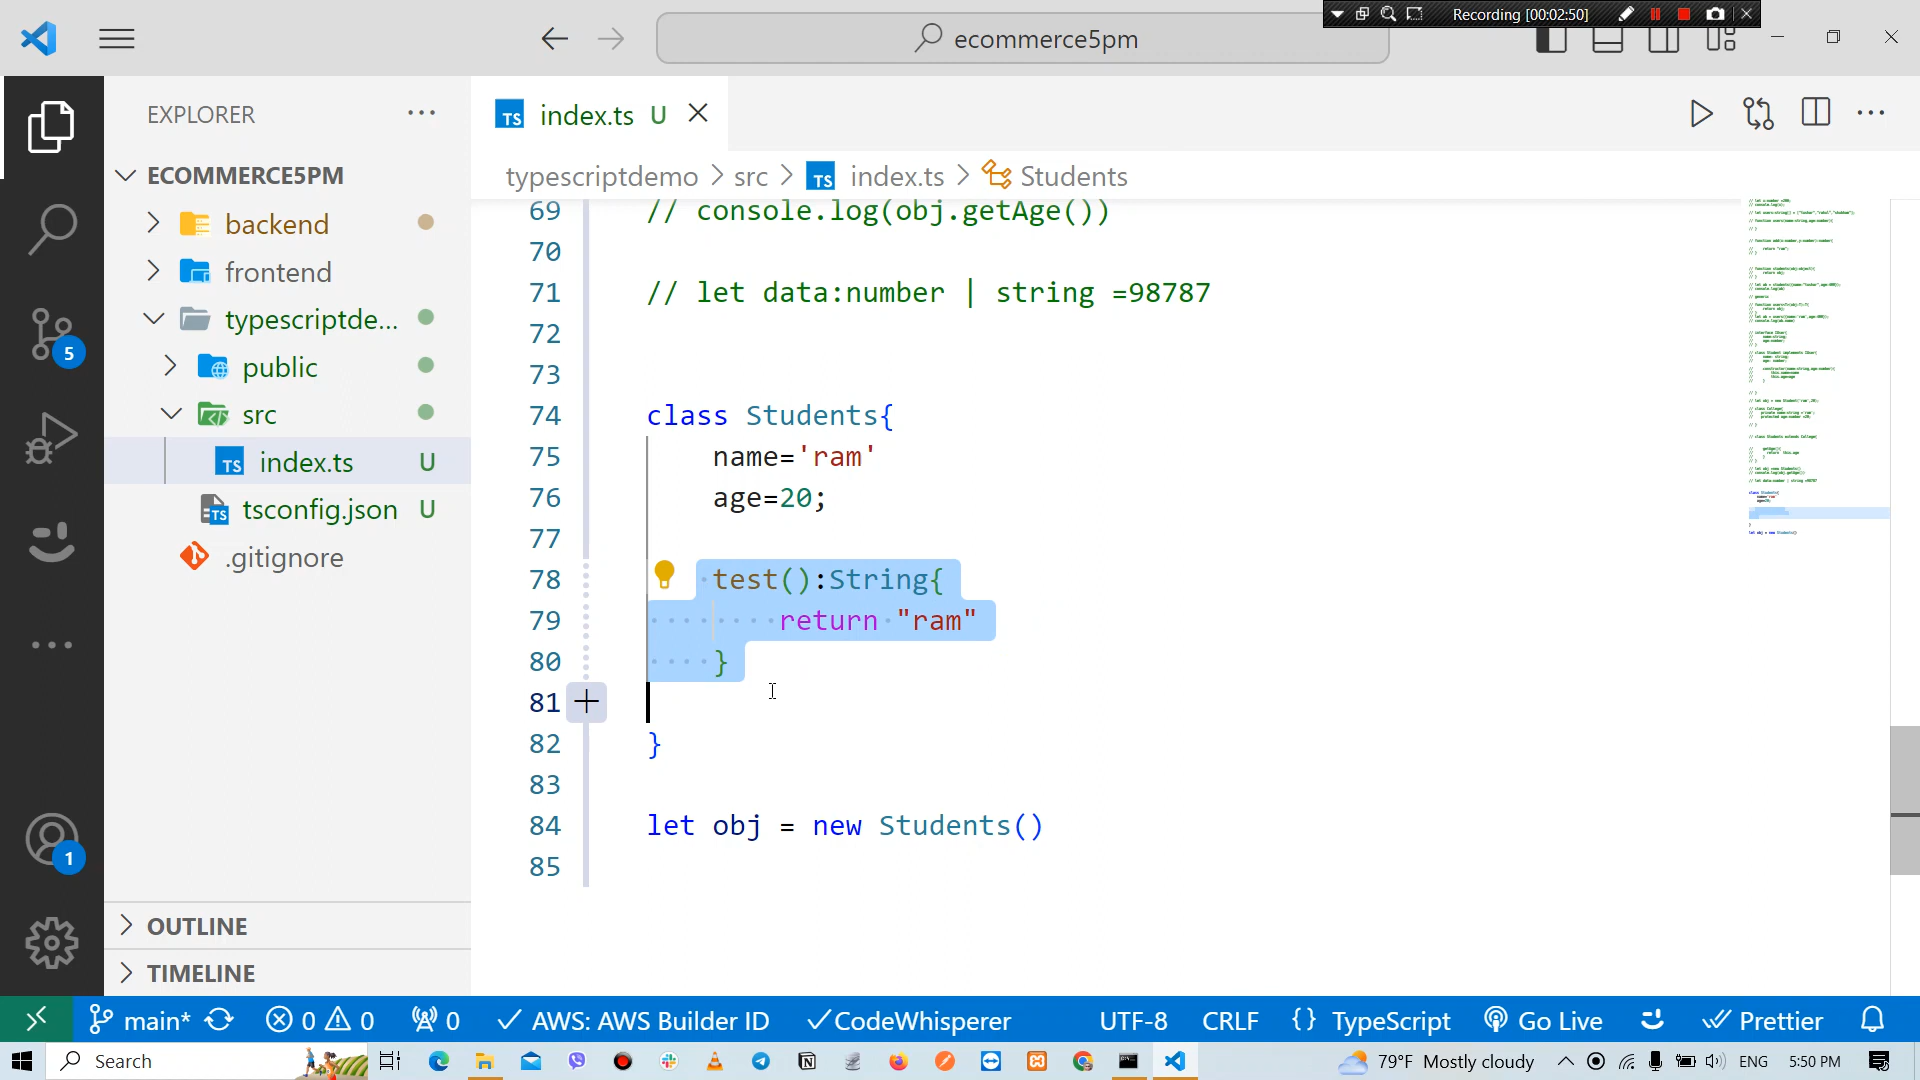 Recording [00:02:50]
ecommerce5pm
EXPLORER
index.ts U
typescriptdemo > src > TS index.ts > Students
ECOMMERCE5PM
backend
frontend
typescriptde...
public
src
TS index.ts U
tsconfig.json U
.gitignore
OUTLINE
TIMELINE
5
1
69 // console.log(obj.getAge())
70
71 // let data:number | string =98787
72
73
74 class Students{
75 name='ram'
76 age=20;
77
78 test():String{
79 return "ram"
80 }
81
82 }
83
84 let obj = new Students()
85
main* 0 0 0 AWS: AWS Builder ID CodeWhisperer UTF-8 CRLF {} TypeScript Go Live Prettier
Search 79°F Mostly cloudy ENG 5:50 PM